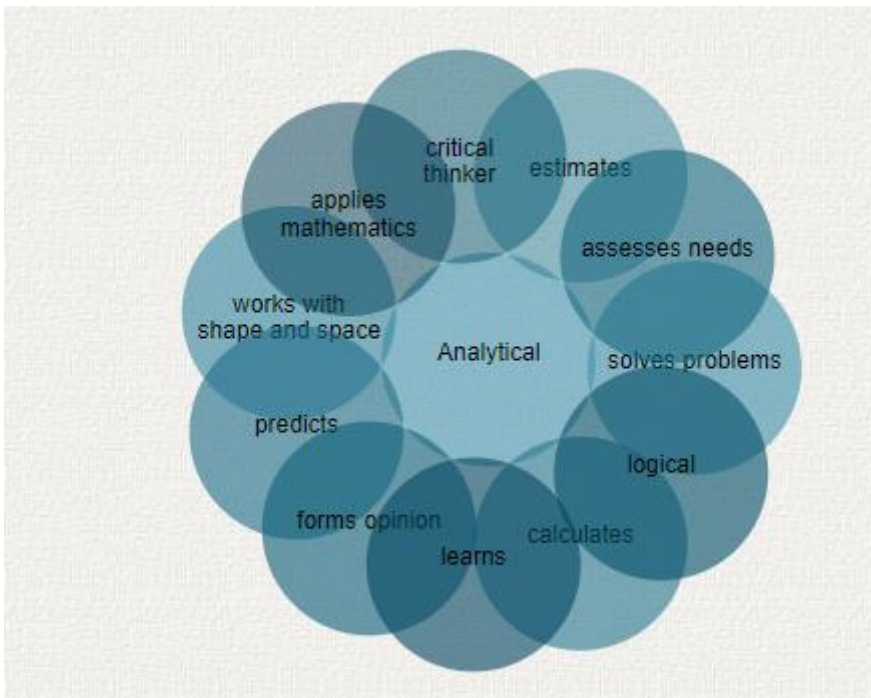 critical
thinker
estimates
applies
mathematics
assesses needs
works with
shape and space
Analytical
solves problems
predicts
logical
forms opinion
calculates
learns